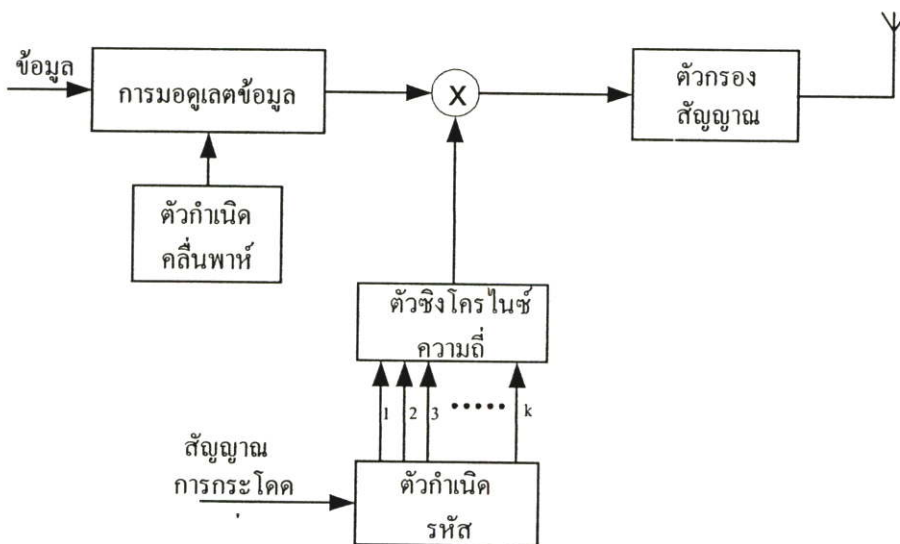 ข้อมูล
การมอดูเลตข้อมูล
X
ตัวกรอง
สัญญาณ
ตัวกำเนิด
คลื่นพาห์
ตัวซิงโครไนซ์
ความถี่
1 2 3 ..... k
สัญญาณ
การกระโดด
ตัวกำเนิด
รหัส